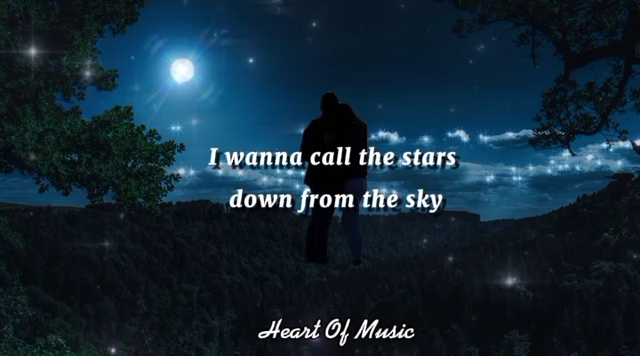 I wanna call the stars
down from the sky
Heart Of Music